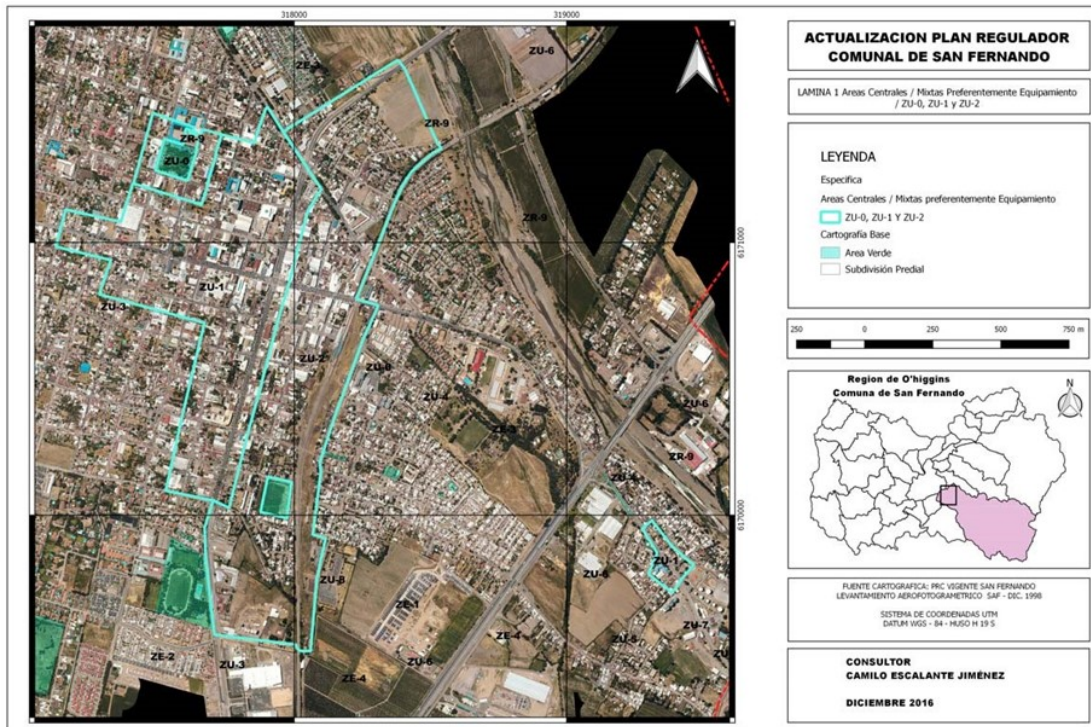 318000
319000
ACTUALIZACION PLAN REGULADOR
COMUNAL DE SAN FERNANDO
LAMINA 1 Areas Centrales / Mixtas Preferentemente Equipamiento
/ ZU-0, ZU-1 y ZU-2
LEYENDA
Especifica
Areas Centrales / Mixtas preferentemente Equipamiento
ZU-0, ZU-1 Y ZU-2
Cartografía Base
Area Verde
Subdivisión Predial
250 0 250 500 750 m
Region de O'higgins
Comuna de San Fernando
N
FUENTE CARTOGRAFICA: PRC VIGENTE SAN FERNANDO
LEVANTAMIENTO AEROFOTOGRAMETRICO SAF - DIC. 1998
SISTEMA DE COORDENADAS UTM
DATUM WGS - 84 - HUSO H 19 S
CONSULTOR
CAMILO ESCALANTE JIMÉNEZ
DICIEMBRE 2016
6171000
6170000
ZU-6
ZR-9
ZR-9
ZU-0
ZR-9
ZU-1
ZU-3
ZU-2
ZU-8
ZU-4
ZU-6
ZR-9
ZU-1
ZU-8
ZE-1
ZE-4
ZU-5
ZU-7
ZE-2
ZU-3
ZU-6
ZE-4